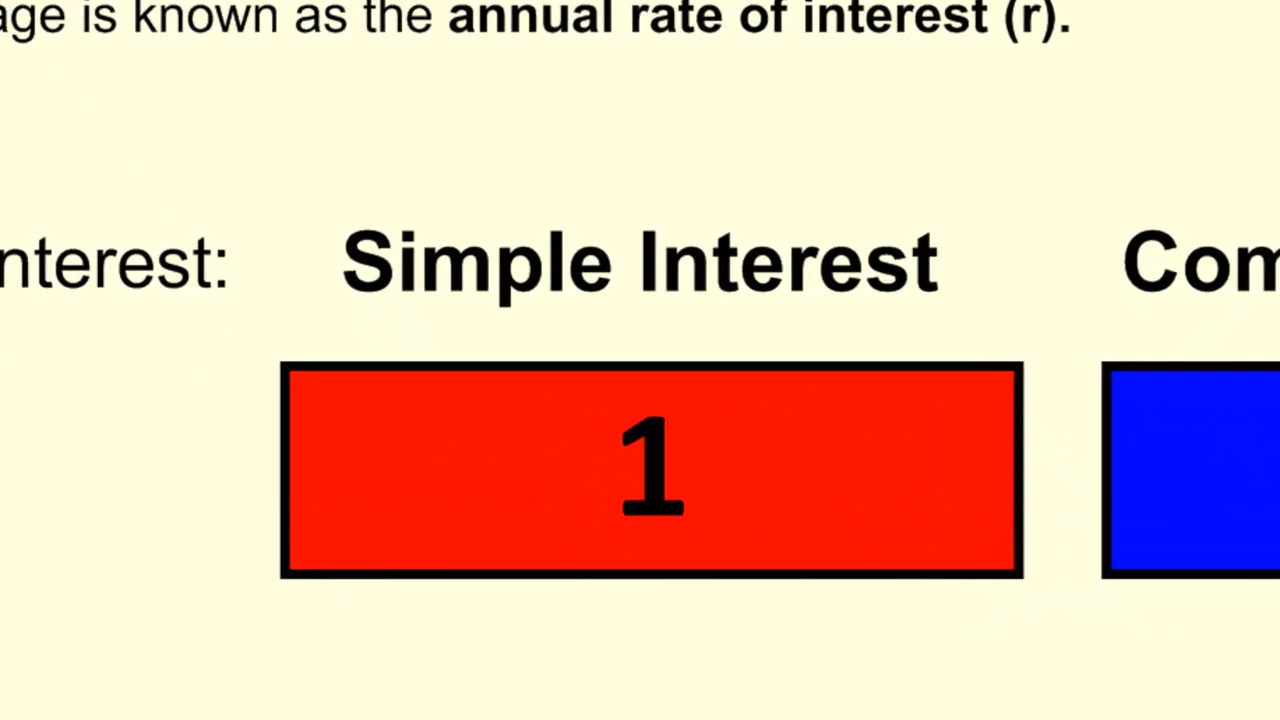 age is known as the annual rate of interest (r).
nterest: Simple Interest Com
1